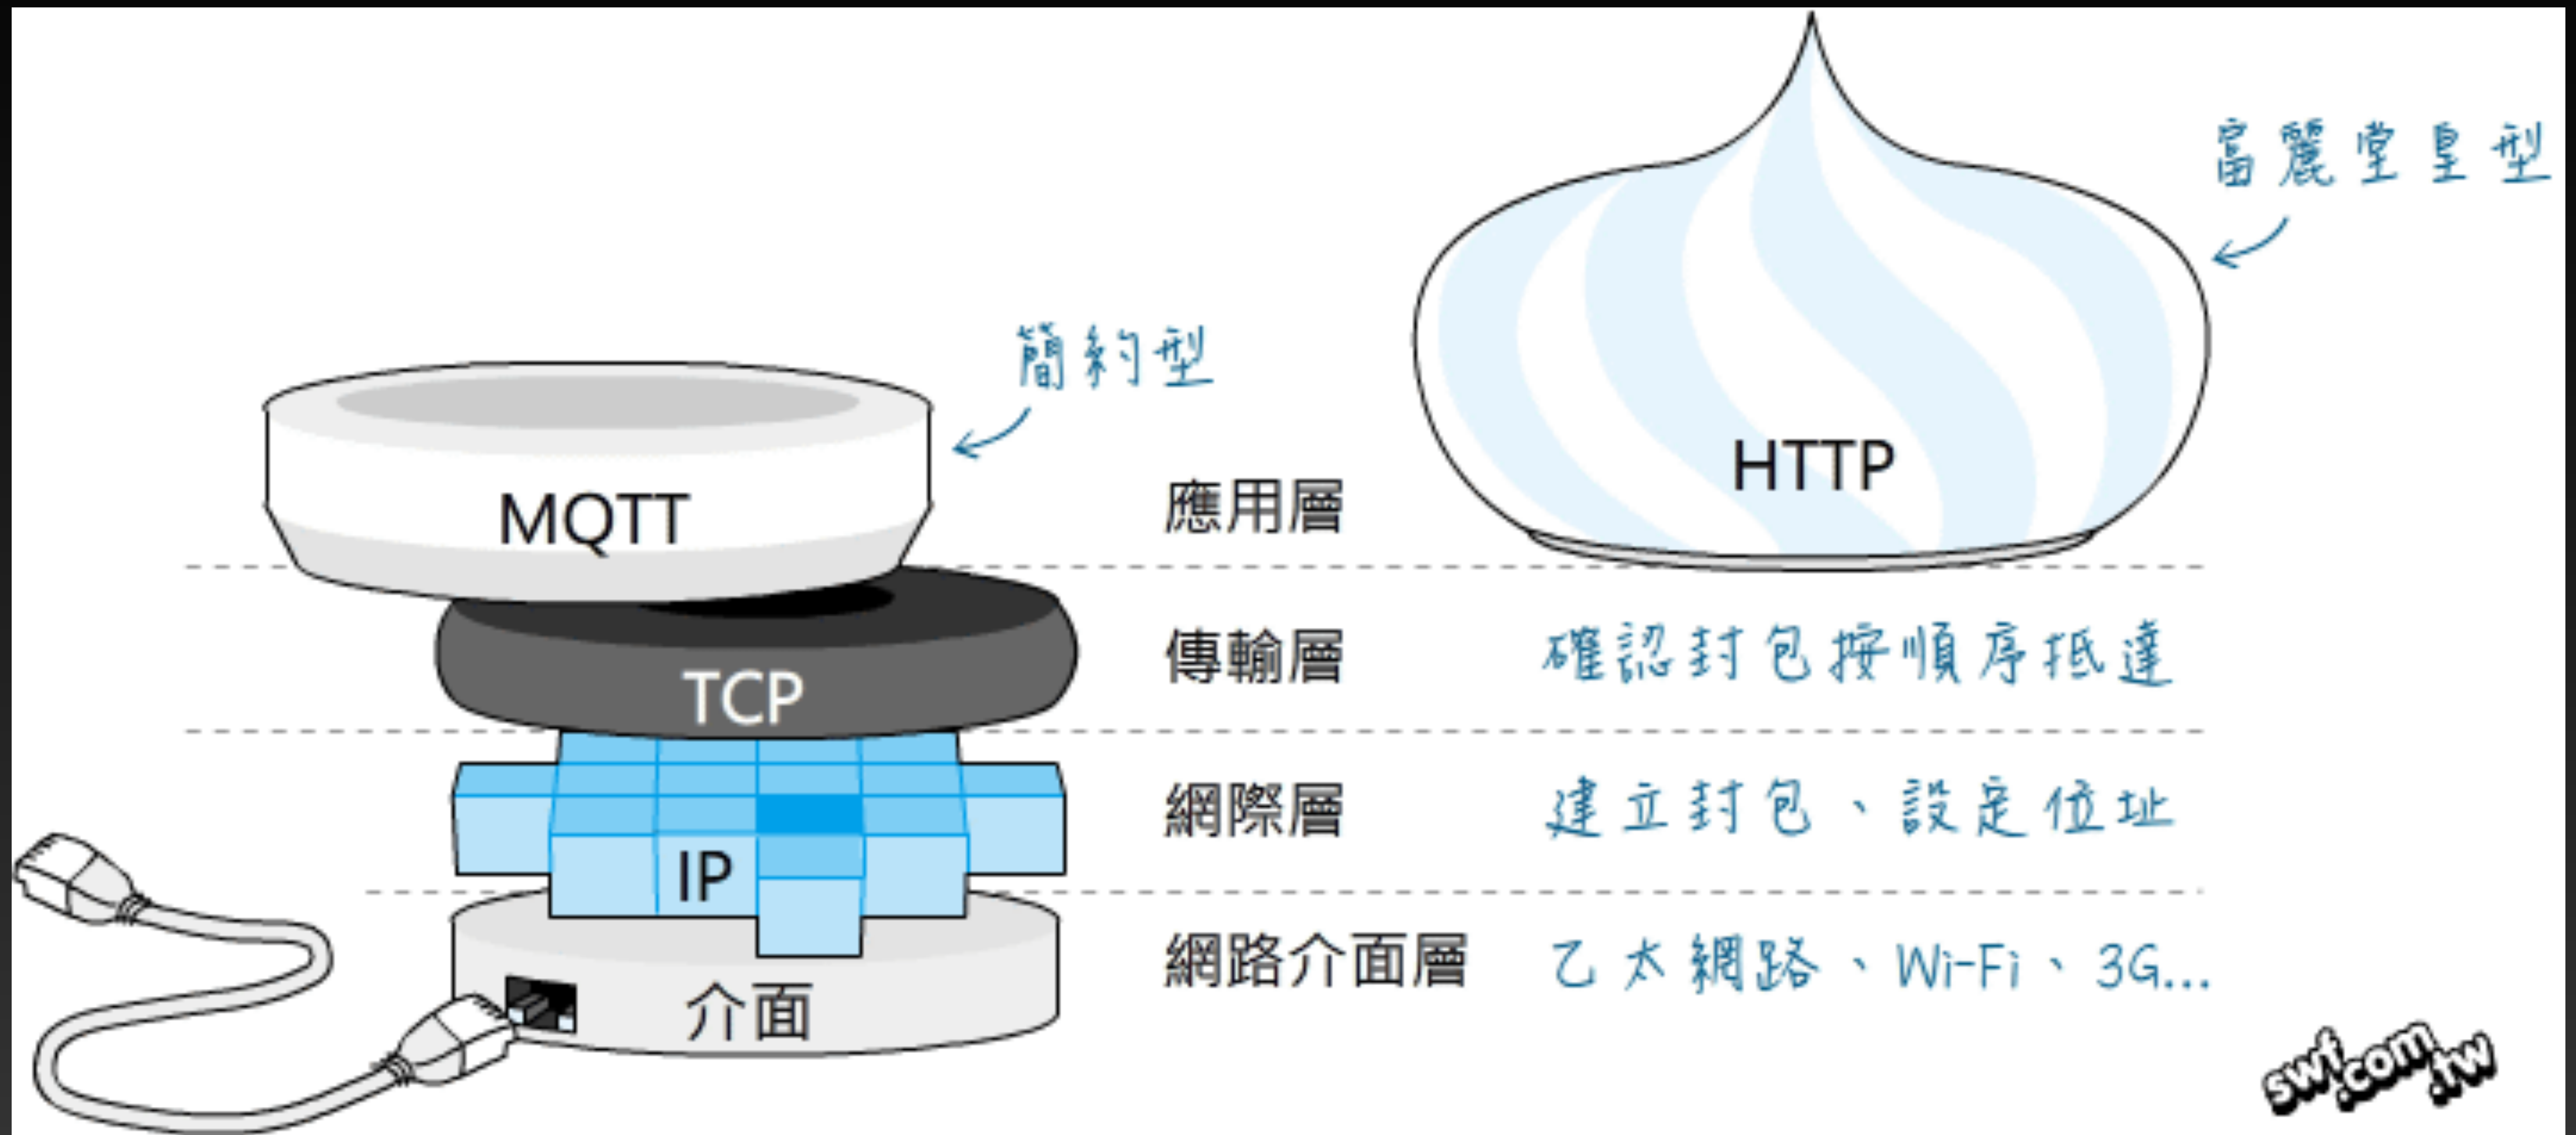 富麗堂皇型
簡約型
MQTT
應用層
HTTP
TCP
傳輸層
確認封包按順序抵達
IP
網際層
建立封包、設定位址
介面
網路介面層
乙太網路、Wi-Fi、3G...
swf.com.tw